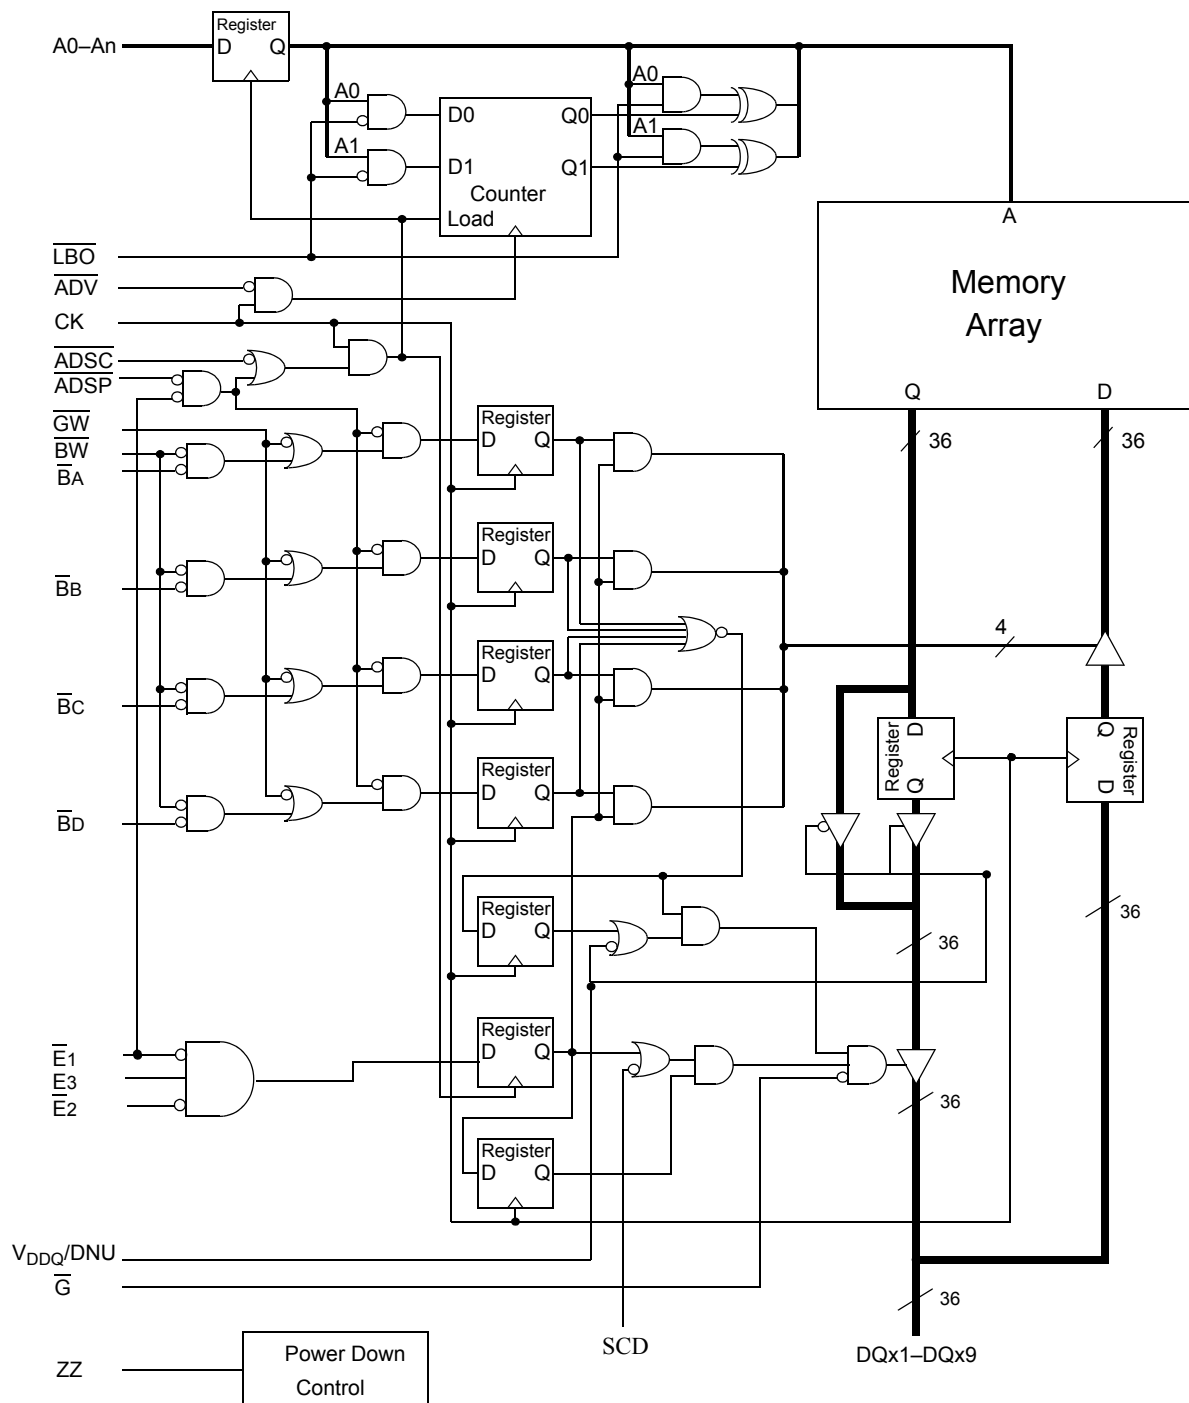 Register
A0–An
D Q
A0
A0
D0 Q0
A1
A1
D1 Q1
Counter
Load
A
LBO
ADV
Memory
CK
Array
ADSC
ADSP
Q D
GW
Register
BW
D Q
36
36
BA
Register
D Q
BB
4
Register
D Q
BC
D
Register
Q
Q
Register
D
Register
D Q
BD
Register
D Q
36
36
Register
D Q
E1
E3
E2
36
Register
D Q
VDDQ/DNU
G
36
SCD
DQx1–DQx9
Power Down
ZZ
Control